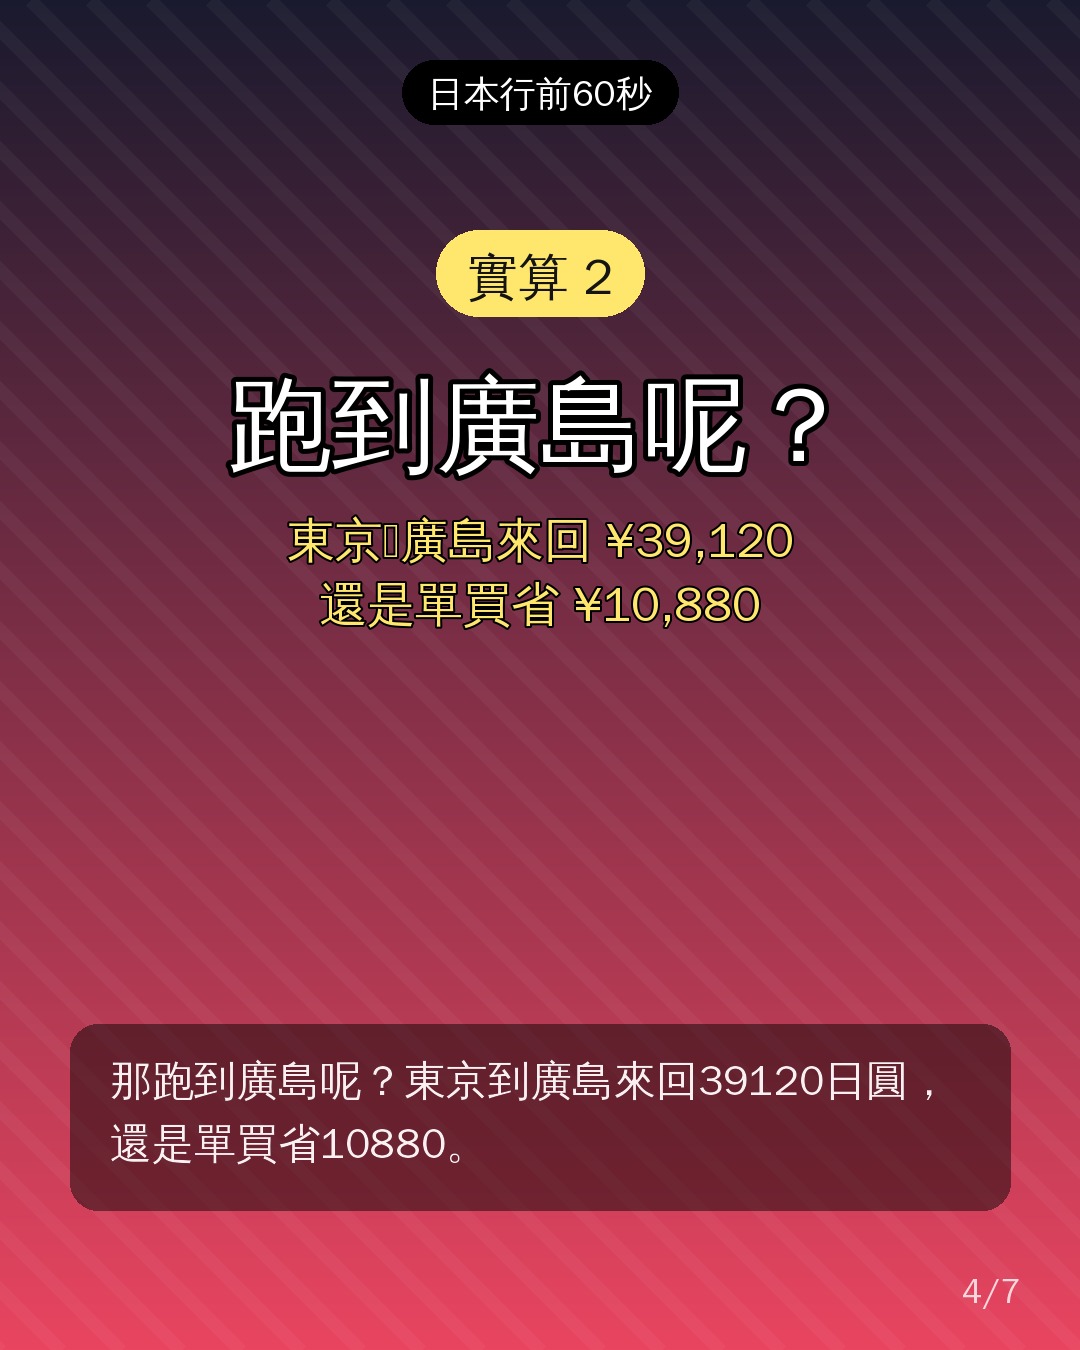 日本行前60秒
實算 2
跑到廣島呢？
東京▯廣島來回 ¥39,120
還是單買省 ¥10,880
那跑到廣島呢？東京到廣島來回39120日圓，
還是單買省10880。
4/7